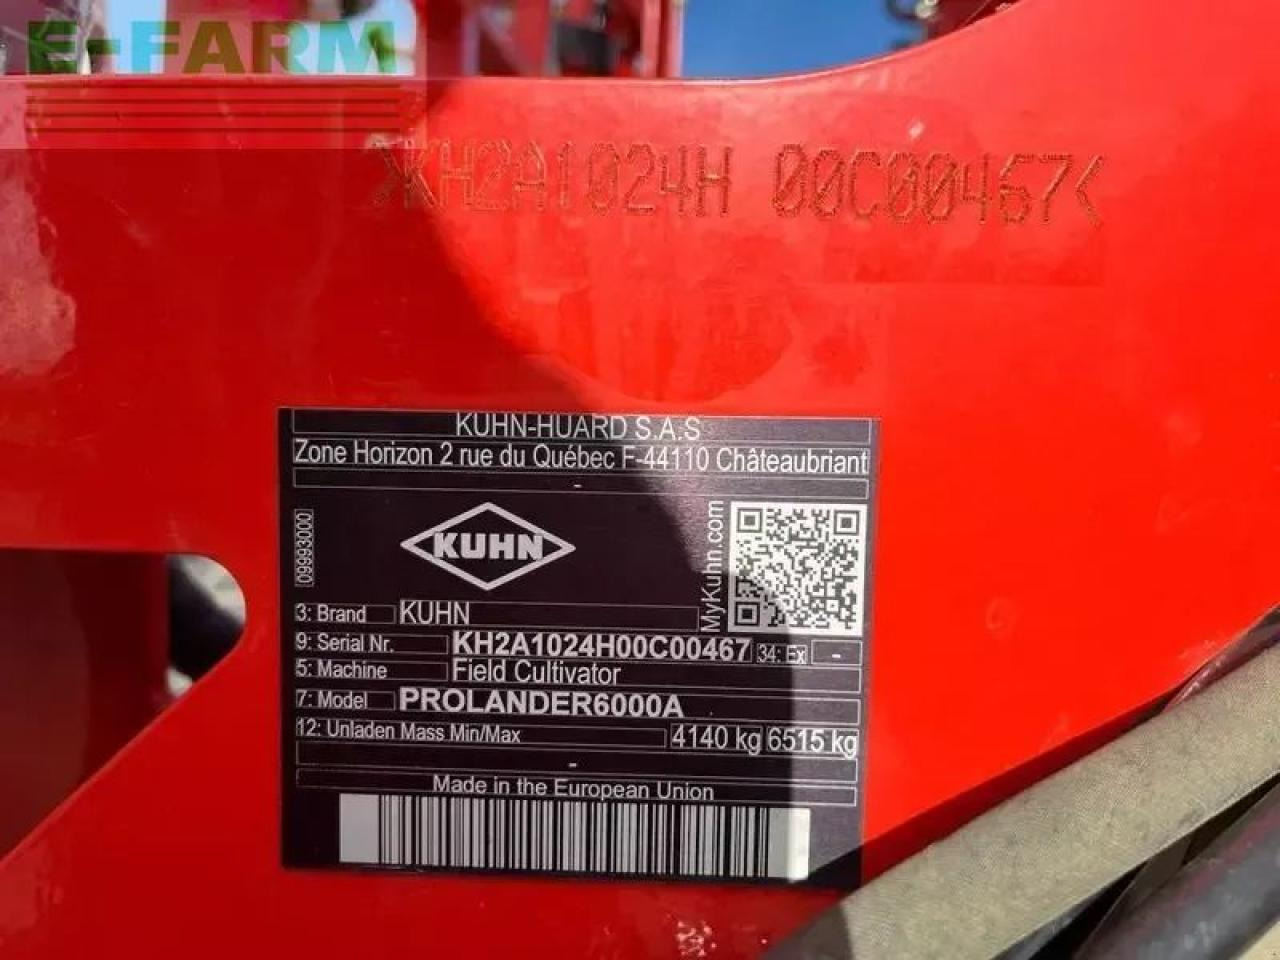 E-FARM
>KH2A1024H 00C00467<
KUHN-HUARD S.A.S
Zone Horizon 2 rue du Québec F-44110 Châteaubriant
-
09993000
KUHN
MyKuhn.com
3: Brand KUHN
9: Serial Nr. KH2A1024H00C00467 34: Ex -
5: Machine Field Cultivator
7: Model PROLANDER6000A
12: Unladen Mass Min/Max 4140 kg 6515 kg
-
Made in the European Union